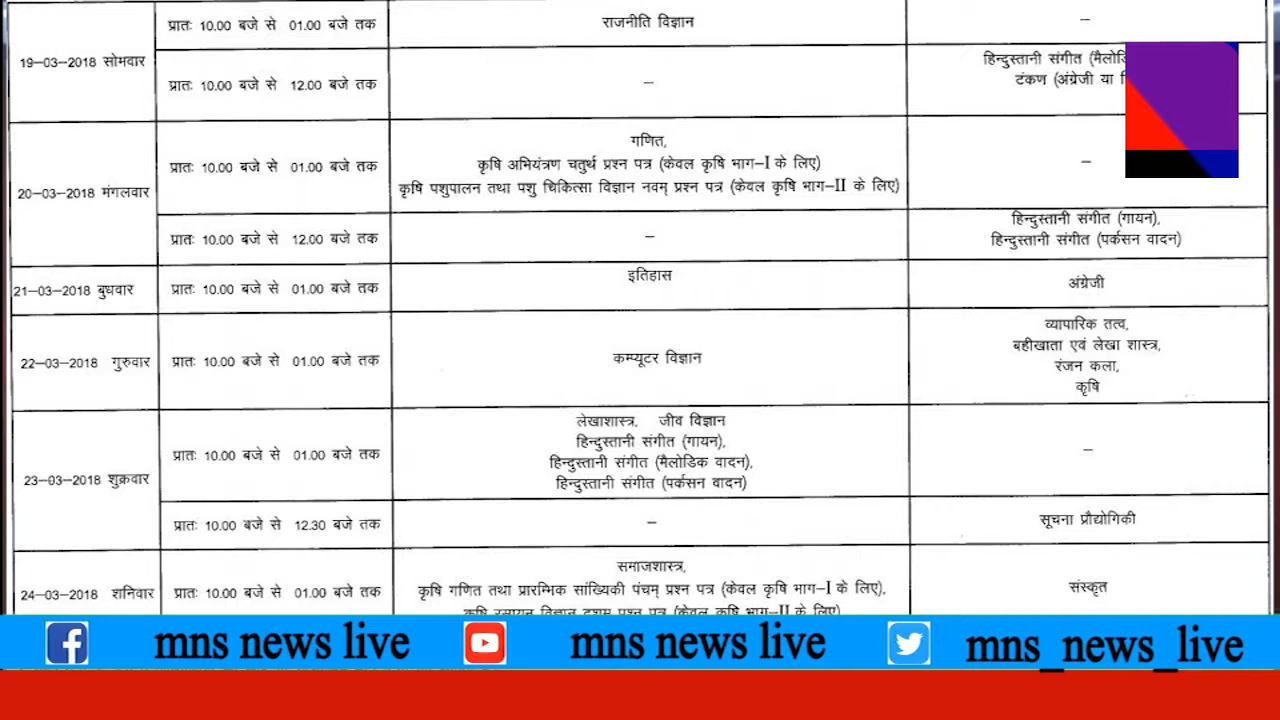 प्रातः 10.00 बजे से 01.00 बजे तक
राजनीति विज्ञान
–
19–03–2018 सोमवार
प्रातः 10.00 बजे से 12.00 बजे तक
–
हिन्दुस्तानी संगीत
टंकण (अंग्रेजी या
20–03–2018 मंगलवार
प्रातः 10.00 बजे से 01.00 बजे तक
गणित,
कृषि अभियंत्रण चतुर्थ प्रश्न पत्र (केवल कृषि भाग–I के लिए)
कृषि पशुपालन तथा पशु चिकित्सा विज्ञान नवम् प्रश्न पत्र (केवल कृषि भाग–II के लिए)
–
प्रातः 10.00 बजे से 12.00 बजे तक
–
हिन्दुस्तानी संगीत (गायन),
हिन्दुस्तानी संगीत (पर्कसन वादन)
21–03–2018 बुधवार
प्रातः 10.00 बजे से 01.00 बजे तक
इतिहास
अंग्रेजी
22–03–2018 गुरुवार
प्रातः 10.00 बजे से 01.00 बजे तक
कम्प्यूटर विज्ञान
व्यापारिक तत्व,
बहीखाता एवं लेखा शास्त्र,
रंजन कला,
कृषि
23–03–2018 शुक्रवार
प्रातः 10.00 बजे से 01.00 बजे तक
लेखाशास्त्र, जीव विज्ञान
हिन्दुस्तानी संगीत (गायन),
हिन्दुस्तानी संगीत (मैलोडिक वादन),
हिन्दुस्तानी संगीत (पर्कसन वादन)
–
प्रातः 10.00 बजे से 12.30 बजे तक
–
सूचना प्रौद्योगिकी
24–03–2018 शनिवार
प्रातः 10.00 बजे से 01.00 बजे तक
समाजशास्त्र,
कृषि गणित तथा प्रारम्भिक सांख्यिकी पंचम् प्रश्न पत्र (केवल कृषि भाग–I के लिए),
कृषि रसायन विज्ञान दशम् प्रश्न पत्र (केवल कृषि भाग–II के लिए)
संस्कृत
mns news live
mns news live
mns_news_live